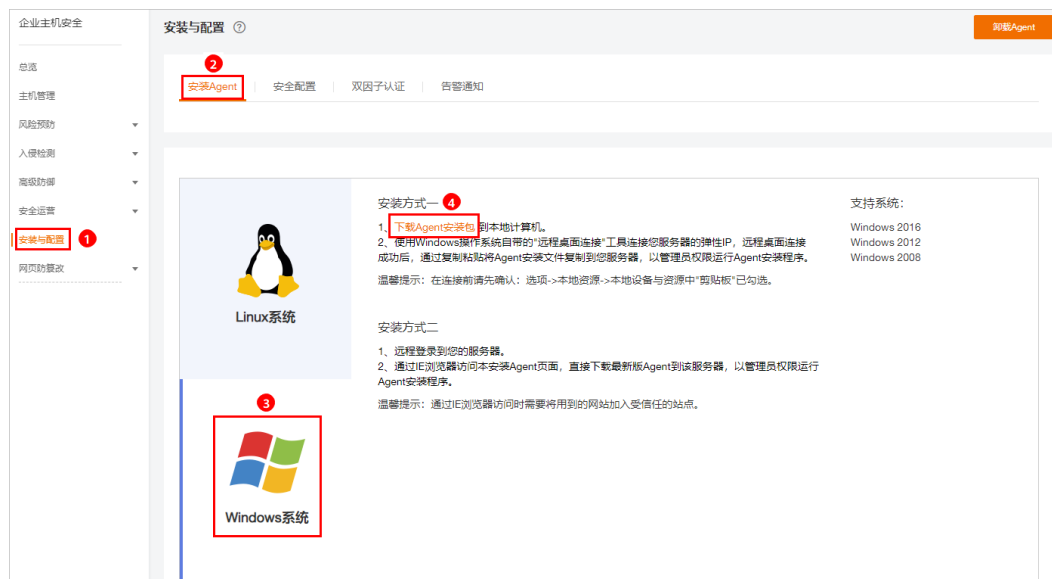 企业主机安全
安装与配置 ?
卸载Agent
总览
主机管理
风险预防
入侵检测
高级防御
安全运营
安装与配置 1
网页防篡改
2
安装Agent 安全配置 双因子认证 告警通知
Linux系统
3
Windows系统
安装方式一 4
1、下载Agent安装包 到本地计算机。
2、使用Windows操作系统自带的"远程桌面连接"工具连接您服务器的弹性IP，远程桌面连接
成功后，通过复制粘贴将Agent安装文件复制到您服务器，以管理员权限运行Agent安装程序。
温馨提示：在连接前请先确认：选项->本地资源->本地设备与资源中"剪贴板"已勾选。
安装方式二
1、远程登录到您的服务器。
2、通过IE浏览器访问本安装Agent页面，直接下载最新版Agent到该服务器，以管理员权限运行
Agent安装程序。
温馨提示：通过IE浏览器访问时需要将用到的网站加入受信任的站点。
支持系统：
Windows 2016
Windows 2012
Windows 2008